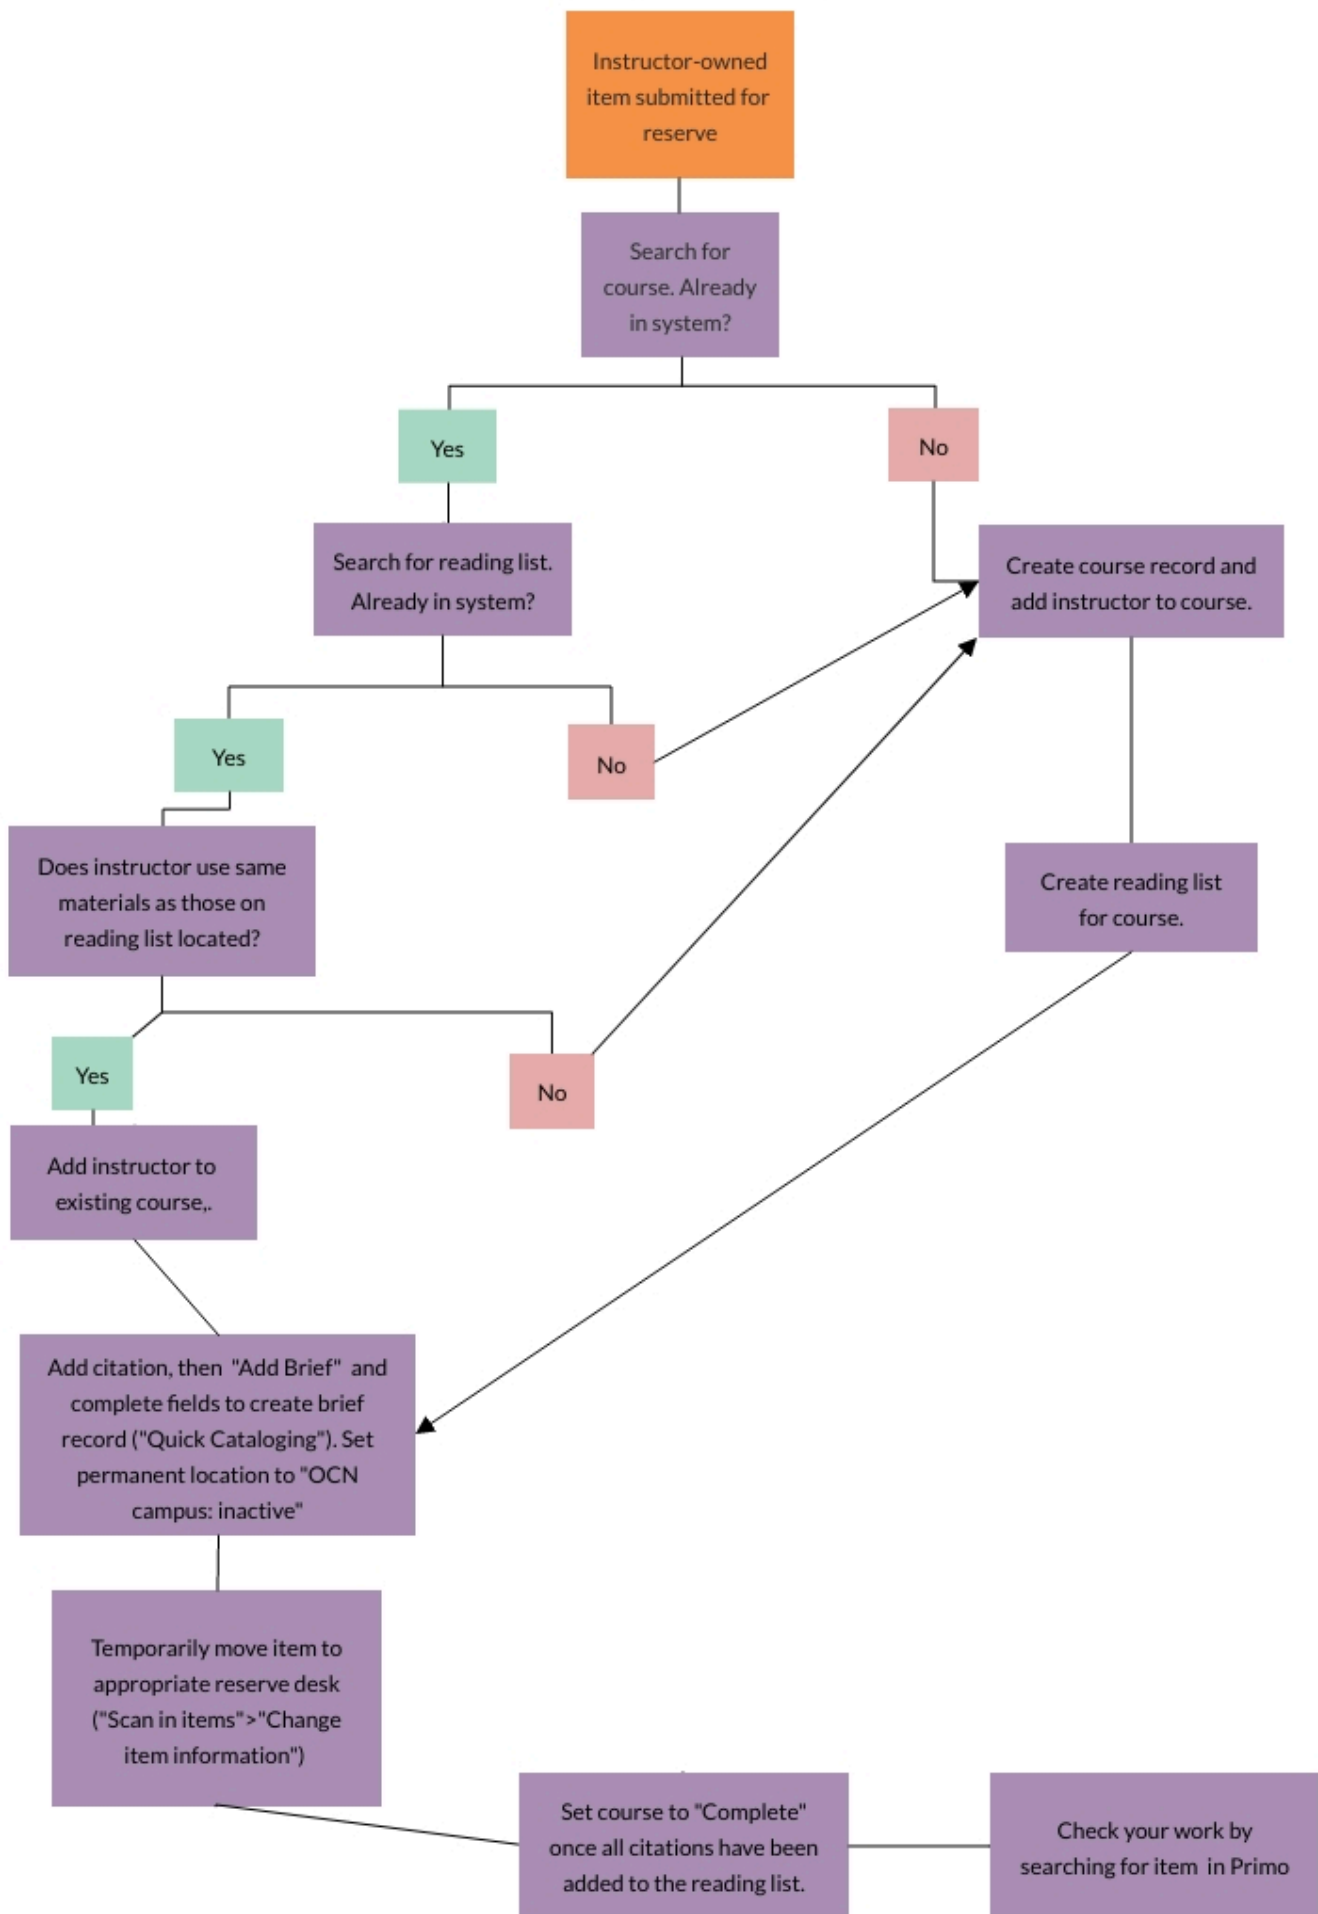 Instructor-owned
item submitted for
reserve
Search for
course. Already
in system?
Yes
No
Search for reading list.
Already in system?
Create course record and
add instructor to course.
Yes
No
Does instructor use same
materials as those on
reading list located?
Create reading list
for course.
Yes
No
Add instructor to
existing course,.
Add citation, then "Add Brief" and
complete fields to create brief
record ("Quick Cataloging"). Set
permanent location to "OCN
campus: inactive"
Temporarily move item to
appropriate reserve desk
("Scan in items">"Change
item information")
Set course to "Complete"
once all citations have been
added to the reading list.
Check your work by
searching for item in Primo